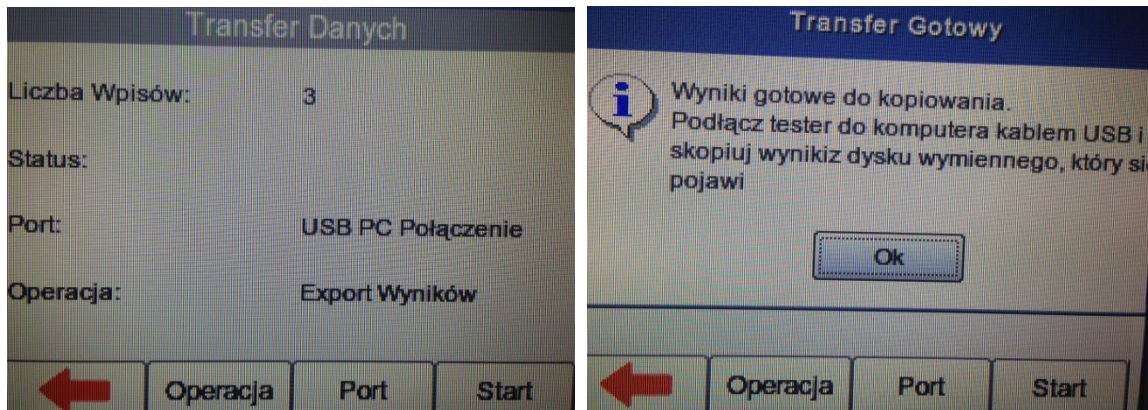 Transfer Danych
Liczba Wpisów: 3
Status:
Port: USB PC Połączenie
Operacja: Export Wyników
Operacja Port Start
Transfer Gotowy
Wyniki gotowe do kopiowania.
Podłącz tester do komputera kablem USB i
skopiuj wynikiz dysku wymiennego, który się
pojawi
Ok
Operacja Port Start